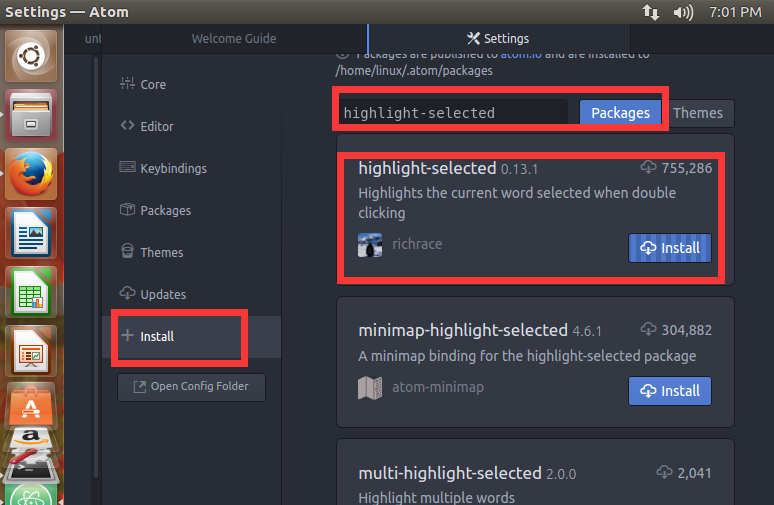 Settings — Atom
7:01 PM
Welcome Guide
Settings
Packages are published to atom.io and are installed to
/home/linux/.atom/packages
Core
Editor
Keybindings
Packages
Themes
Updates
Install
Open Config Folder
highlight-selected
Packages
Themes
highlight-selected 0.13.1
755,286
Highlights the current word selected when double
clicking
richrace
Install
minimap-highlight-selected 4.6.1
304,882
A minimap binding for the highlight-selected package
atom-minimap
Install
multi-highlight-selected 2.0.0
2,041
Highlight multiple words